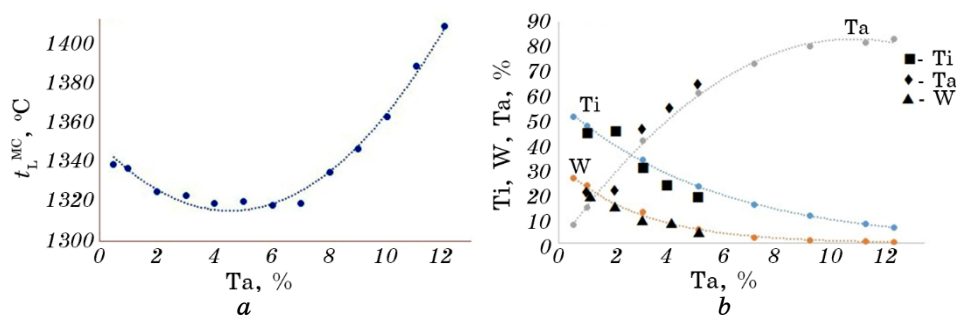 1400
1380
1360
1340
1320
1300
t_L^MC, °C
0 2 4 6 8 10 12
Ta, %
a
90
80
70
60
50
40
30
20
10
0
Ti, W, Ta, %
Ta
Ti
W
■- Ti
◆- Ta
▲- W
0 2 4 6 8 10 12
Ta, %
b